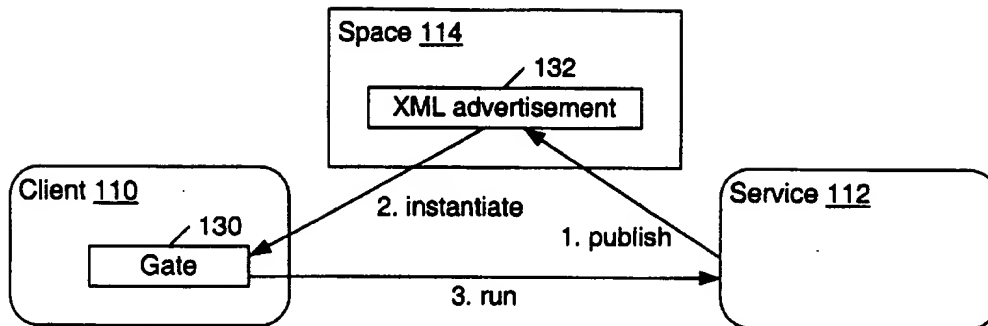 Space 114
132
XML advertisement
Client 110
2. instantiate
Service 112
130
1. publish
Gate
3. run